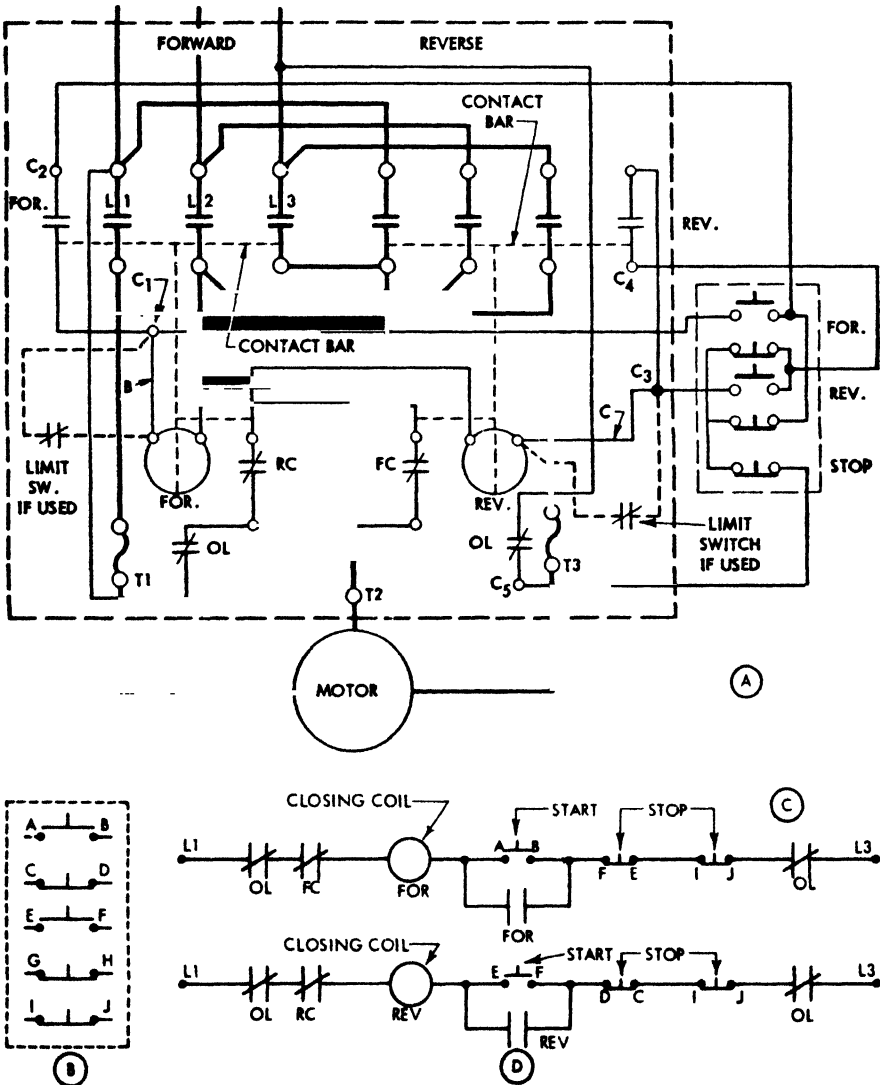 FORWARD
REVERSE
CONTACT
BAR
C2
FOR.
L1
L2
L3
REV.
C1
C4
CONTACT BAR
FOR.
B
C3
REV.
C
LIMIT
SW.
IF USED
FOR.
RC
FC
REV.
STOP
OL
OL
LIMIT
SWITCH
IF USED
T1
C5
T3
T2
MOTOR
A
A B
C D
E F
G H
I J
B
CLOSING COIL
START
STOP
C
L1
OL
FC
FOR
A B
FOR
F E
I J
OL
L3
CLOSING COIL
START
STOP
L1
OL
RC
REV
E F
REV
D C
I J
OL
L3
D